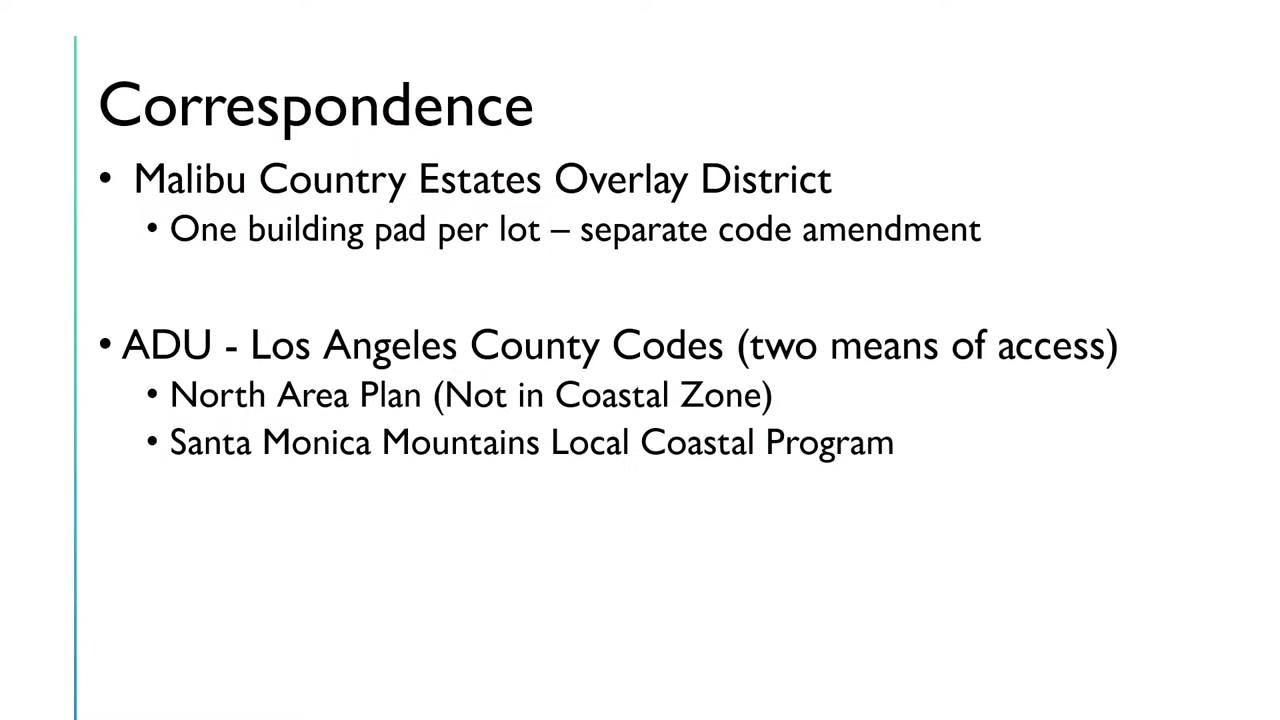 Correspondence
• Malibu Country Estates Overlay District
• One building pad per lot – separate code amendment
• ADU - Los Angeles County Codes (two means of access)
• North Area Plan (Not in Coastal Zone)
• Santa Monica Mountains Local Coastal Program